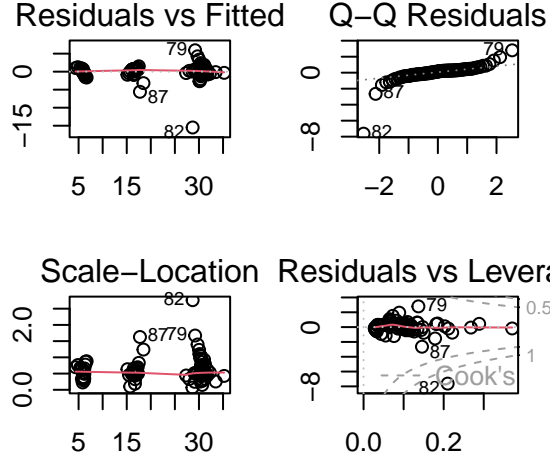 Residuals vs Fitted
0
−15
79
87
82
5 15 30
Q−Q Residuals
0
−8
79
87
82
−2 0 2
Scale−Location
2.0
0.0
82
87
79
5 15 30
Residuals vs Levera
0
−8
79
87
82
0.5
1
Cook's
0.0 0.2